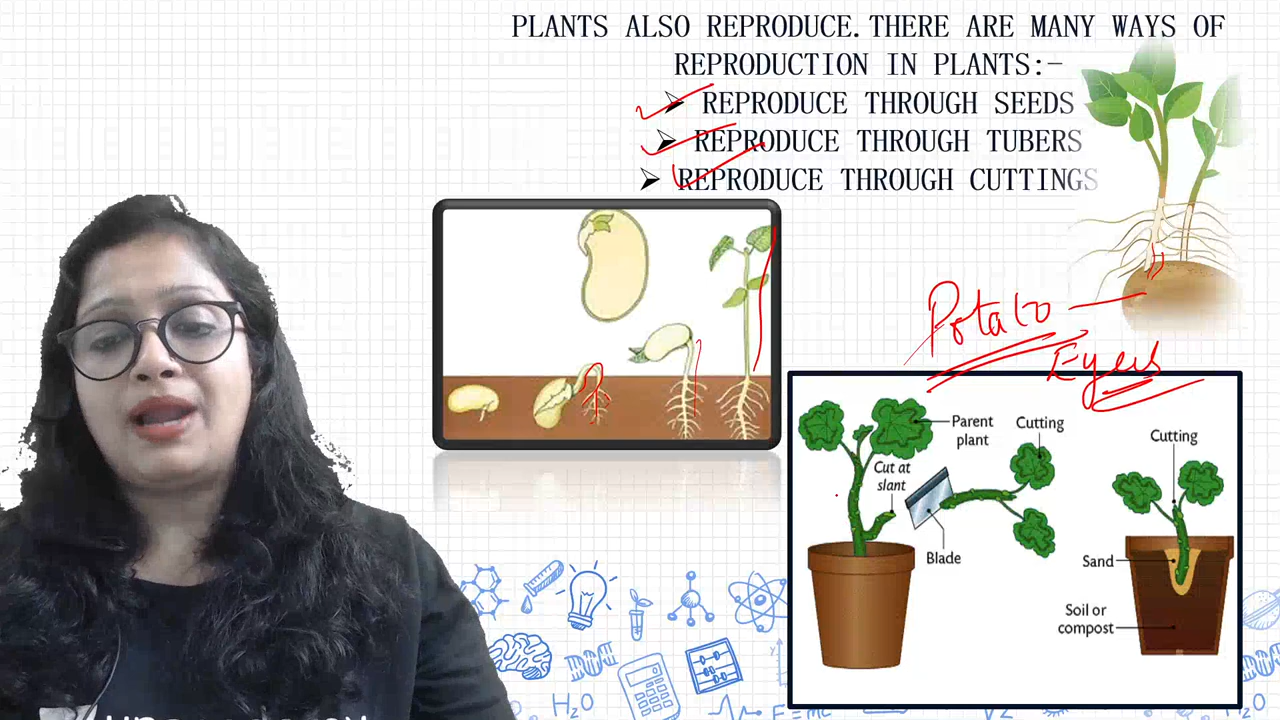 PLANTS ALSO REPRODUCE. THERE ARE MANY WAYS OF
REPRODUCTION IN PLANTS:-
➢ REPRODUCE THROUGH SEEDS
➢ REPRODUCE THROUGH TUBERS
➢ REPRODUCE THROUGH CUTTINGS
Potato
Eyes
Parent
plant
Cutting
Cut at
slant
Blade
Cutting
Sand
Soil or
compost
H₂O
H₂O